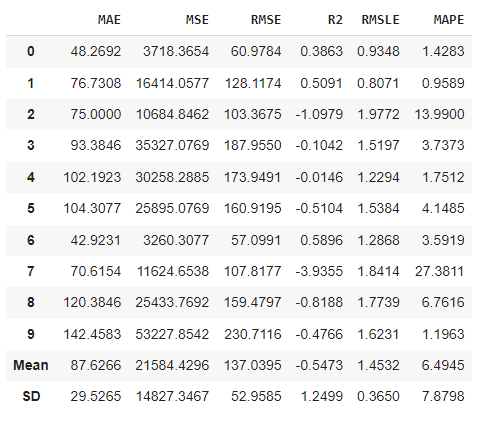 MAE MSE RMSE R2 RMSLE MAPE
0 48.2692 3718.3654 60.9784 0.3863 0.9348 1.4283
1 76.7308 16414.0577 128.1174 0.5091 0.8071 0.9589
2 75.0000 10684.8462 103.3675 -1.0979 1.9772 13.9900
3 93.3846 35327.0769 187.9550 -0.1042 1.5197 3.7373
4 102.1923 30258.2885 173.9491 -0.0146 1.2294 1.7512
5 104.3077 25895.0769 160.9195 -0.5104 1.5384 4.1485
6 42.9231 3260.3077 57.0991 0.5896 1.2868 3.5919
7 70.6154 11624.6538 107.8177 -3.9355 1.8414 27.3811
8 120.3846 25433.7692 159.4797 -0.8188 1.7739 6.7616
9 142.4583 53227.8542 230.7116 -0.4766 1.6231 1.1963
Mean 87.6266 21584.4296 137.0395 -0.5473 1.4532 6.4945
SD 29.5265 14827.3467 52.9585 1.2499 0.3650 7.8798